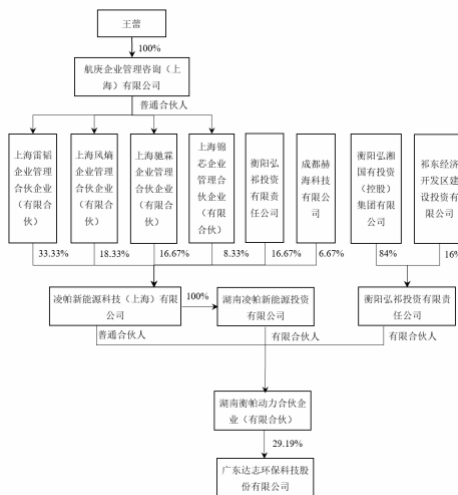 王蕾
100%
航庚企业管理咨询（上
海）有限公司
普通合伙人
上海雷韬
企业管理
合伙企业
（有限合
伙）
上海凤熵
企业管理
合伙企业
（有限合
伙）
上海驰霖
企业管理
合伙企业
（有限合
伙）
上海锦
芯企业管
理合伙企
业（有限
合伙）
衡阳弘
祁投资
有限责
任公司
成都赫
海科技
有限公
司
衡阳弘湘
国有投资
（控股）
集团有限
公司
祁东经济
开发区建
设投资有
限公司
33.33%
18.33%
16.67%
8.33%
16.67%
6.67%
84%
16%
凌帕新能源科技（上海）有限
公司
100%
湖南凌帕新能源投资
有限公司
衡阳弘祁投资有限责
任公司
普通合伙人
有限合伙人
有限合伙人
湖南衡帕动力合伙企
业（有限合伙）
29.19%
广东达志环保科技股
份有限公司